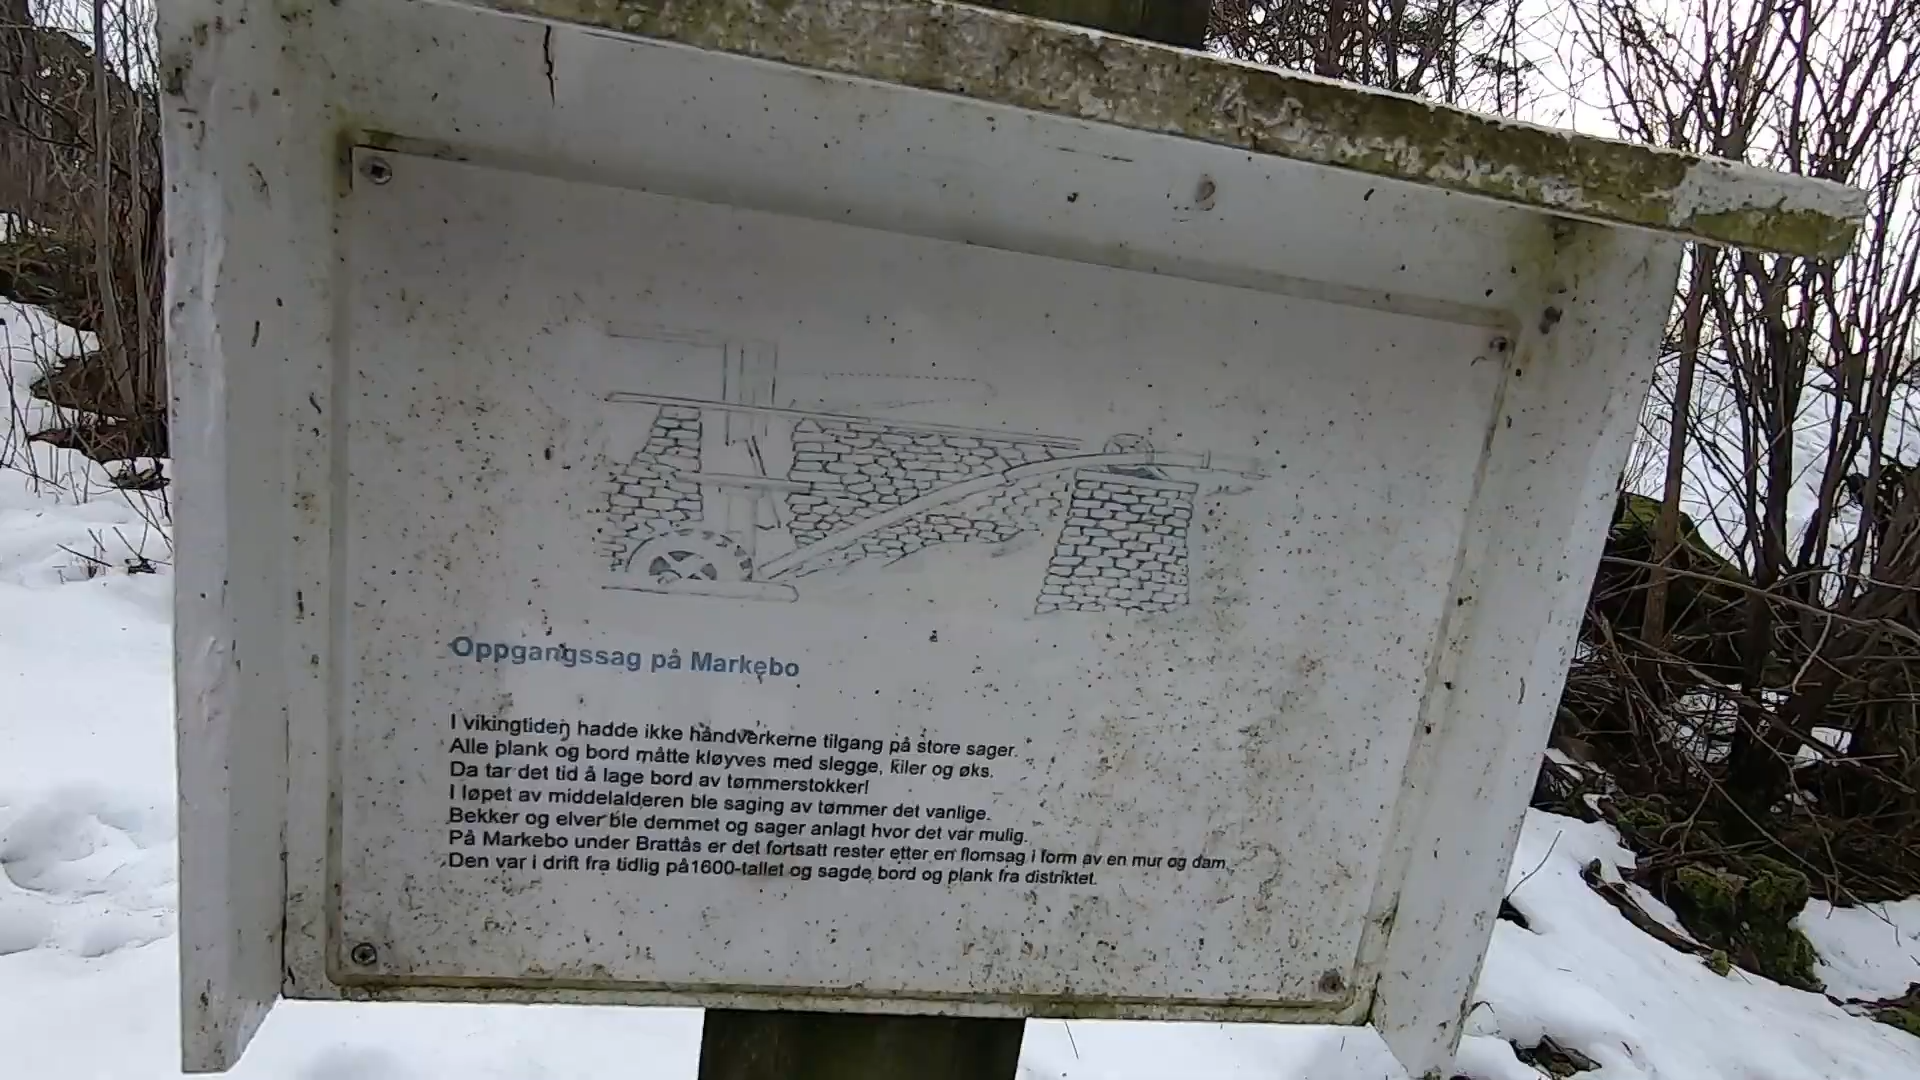 Oppgangssag på Markebo
I vikingtiden hadde ikke håndverkerne tilgang på store sager.
Alle plank og bord måtte kløyves med slegge, kiler og øks.
Da tar det tid å lage bord av tømmerstokker!
I løpet av middelalderen ble saging av tømmer det vanlige.
Bekker og elver ble demmet og sager anlagt hvor det var mulig.
På Markebo under Brattås er det fortsatt rester etter en flomsag i form av en mur og dam.
Den var i drift fra tidlig på1600-tallet og sagde bord og plank fra distriktet.